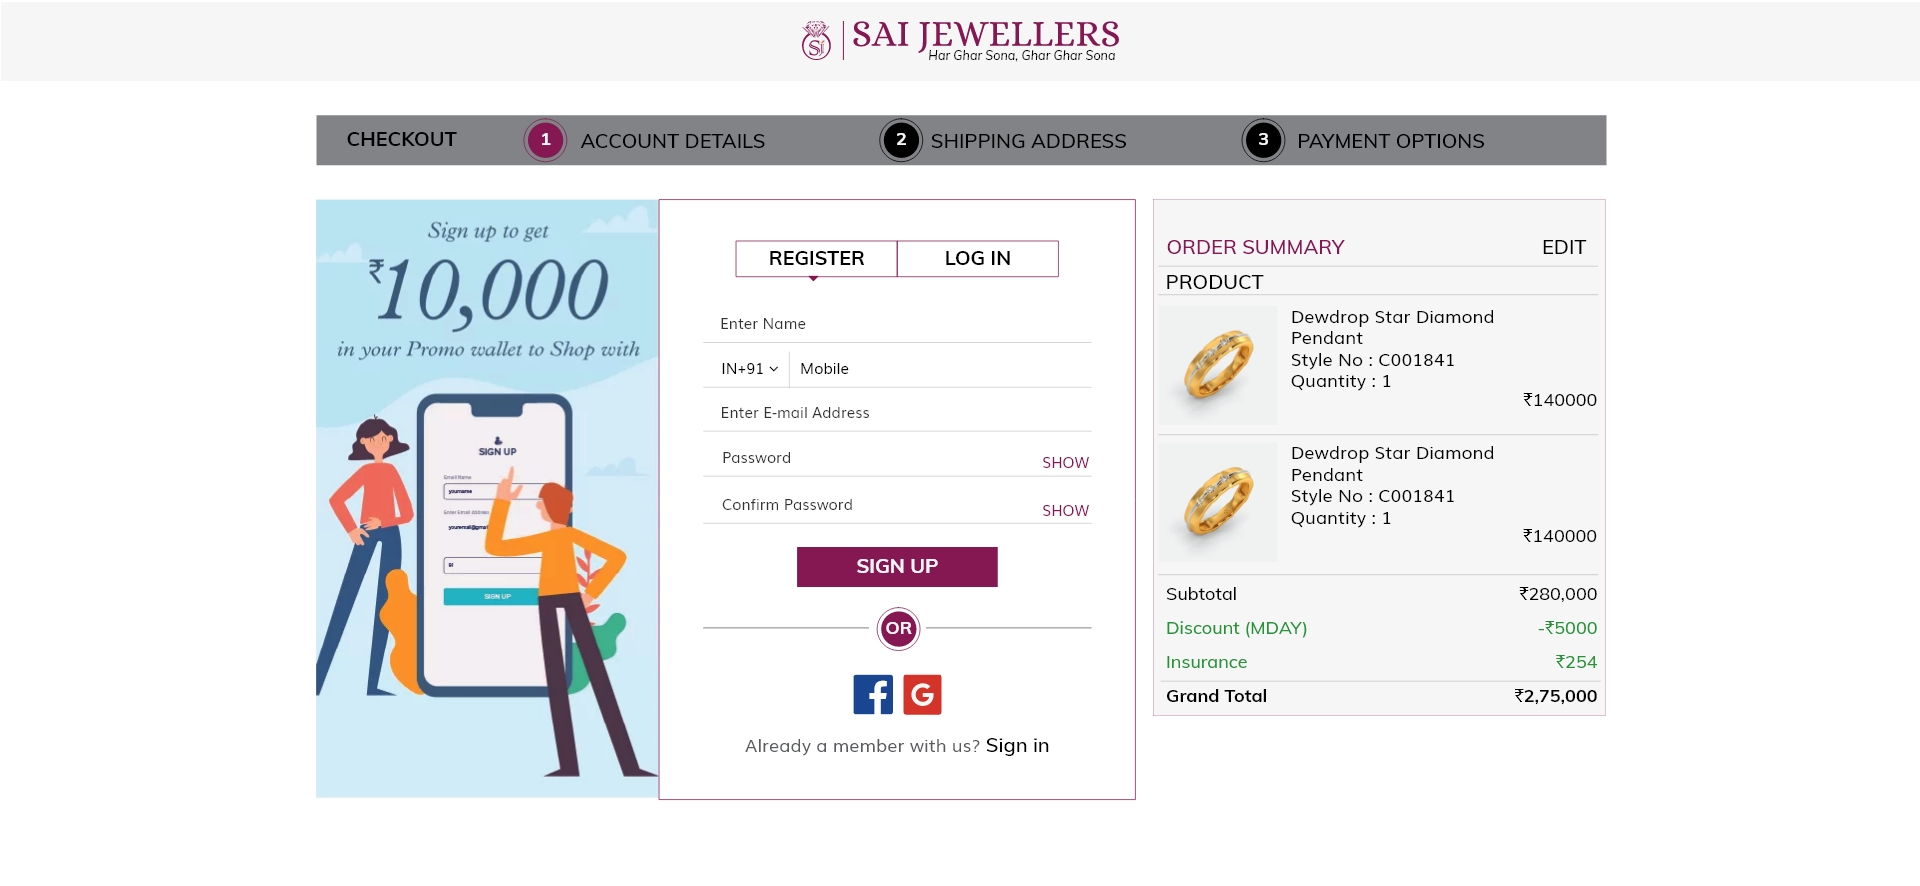 Si
SAI JEWELLERS
Har Ghar Sona, Ghar Ghar Sona
CHECKOUT
1 ACCOUNT DETAILS
2 SHIPPING ADDRESS
3 PAYMENT OPTIONS
Sign up to get
₹10,000
in your Promo wallet to Shop with
SIGN UP
Email Name
yourname
Enter Email Address
youremail@gmai
SIGN UP
REGISTER
LOG IN
Enter Name
IN+91
Mobile
Enter E-mail Address
Password
SHOW
Confirm Password
SHOW
SIGN UP
OR
Already a member with us? Sign in
ORDER SUMMARY
EDIT
PRODUCT
Dewdrop Star Diamond
Pendant
Style No : C001841
Quantity : 1
₹140000
Dewdrop Star Diamond
Pendant
Style No : C001841
Quantity : 1
₹140000
Subtotal ₹280,000
Discount (MDAY) -₹5000
Insurance ₹254
Grand Total ₹2,75,000